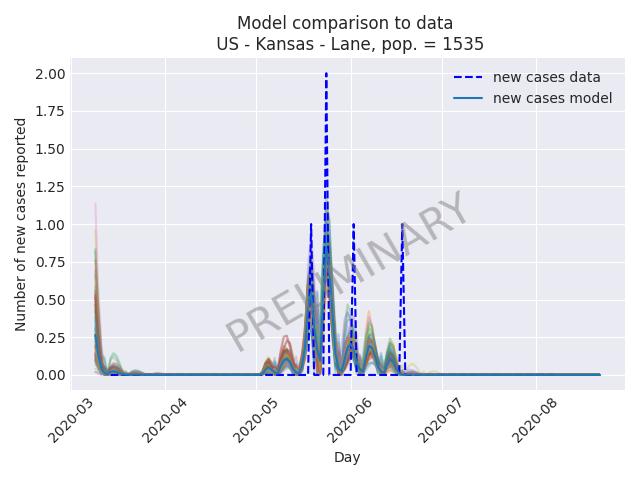 Model comparison to data
US - Kansas - Lane, pop. = 1535
2.00
1.75
1.50
1.25
1.00
0.75
0.50
0.25
0.00
Number of new cases reported
new cases data
new cases model
PRELIMINARY
2020-03
2020-04
2020-05
2020-06
2020-07
2020-08
Day